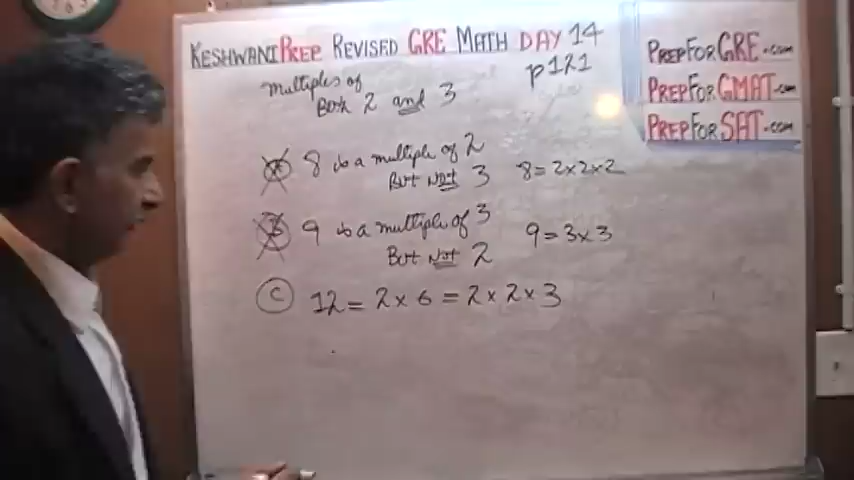 KESHWANIPREP REVISED GRE MATH DAY 14
p121
Multiples of
Both 2 and 3
A 8 is a multiple of 2
But Not 3 8=2×2×2
B 9 is a multiple of 3
But Not 2 9=3×3
C 12=2×6=2×2×3
PREPFORGRE.com
PREPFORGMAT.com
PREPFORSAT.com